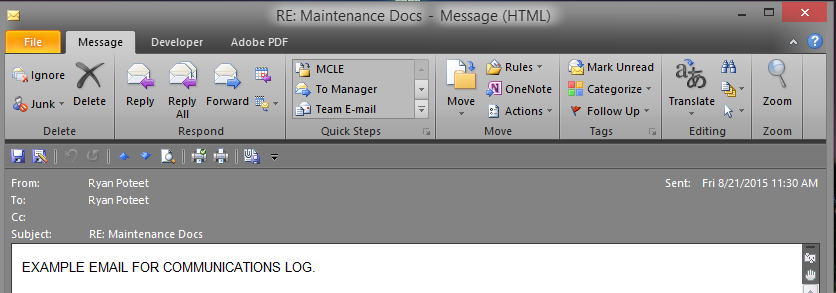 RE: Maintenance Docs - Message (HTML)
File Message Developer Adobe PDF
Ignore
Junk
Delete
Delete
Reply
Reply All
Forward
Respond
MCLE
To Manager
Team E-mail
Quick Steps
Move
Rules
OneNote
Actions
Move
Mark Unread
Categorize
Follow Up
Tags
Translate
Editing
Zoom
Zoom
From: Ryan Poteet Sent: Fri 8/21/2015 11:30 AM
To: Ryan Poteet
Cc:
Subject: RE: Maintenance Docs
EXAMPLE EMAIL FOR COMMUNICATIONS LOG.